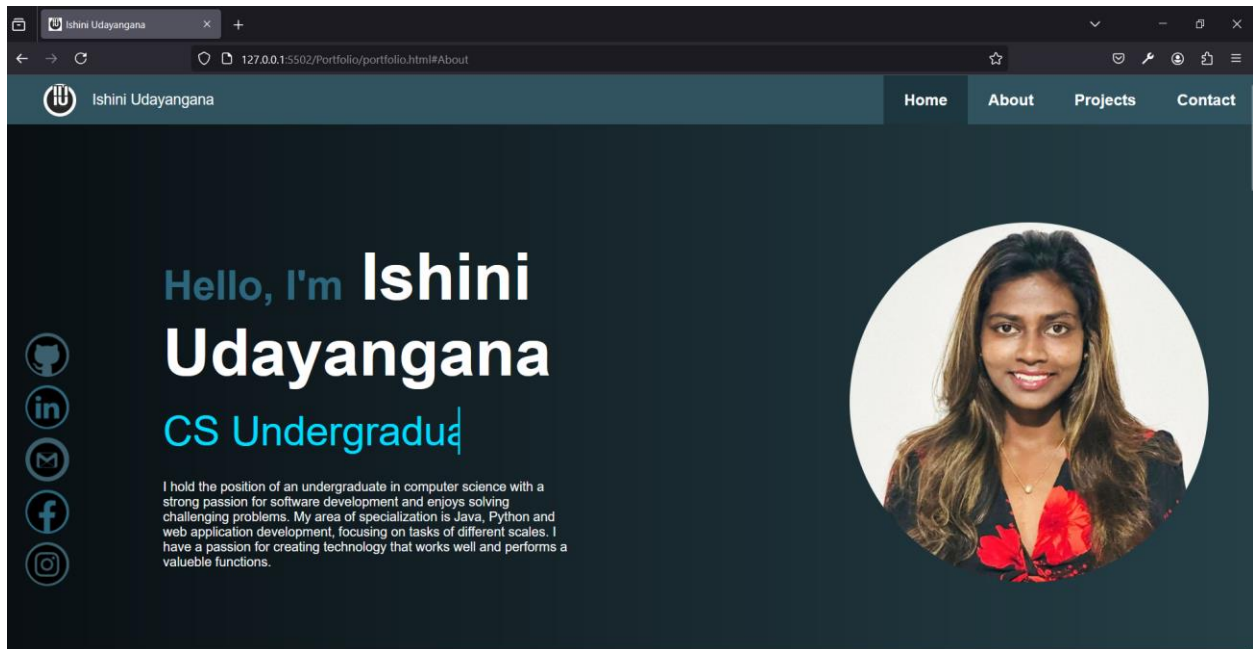 Ishini Udayangana
127.0.0.1:5502/Portfolio/portfolio.html#About
IU
Ishini Udayangana
Home
About
Projects
Contact
Hello, I'm Ishini
Udayangana
CS Undergradua
I hold the position of an undergraduate in computer science with a
strong passion for software development and enjoys solving
challenging problems. My area of specialization is Java, Python and
web application development, focusing on tasks of different scales. I
have a passion for creating technology that works well and performs a
valueble functions.
in